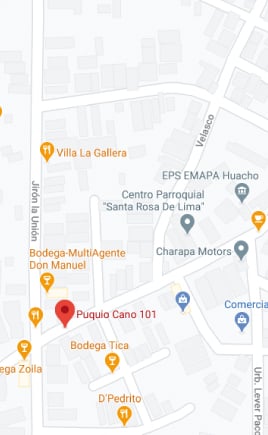 Velasco
Villa La Gallera
EPS EMAPA Huacho
Jirón la Unión
Centro Parroquial
"Santa Rosa De Lima"
Charapa Motors
Bodega-MultiAgente
Don Manuel
Comercia
Puquio Cano 101
Bodega Tica
ega Zoila
Urb. Lever Paco
D'Pedrito